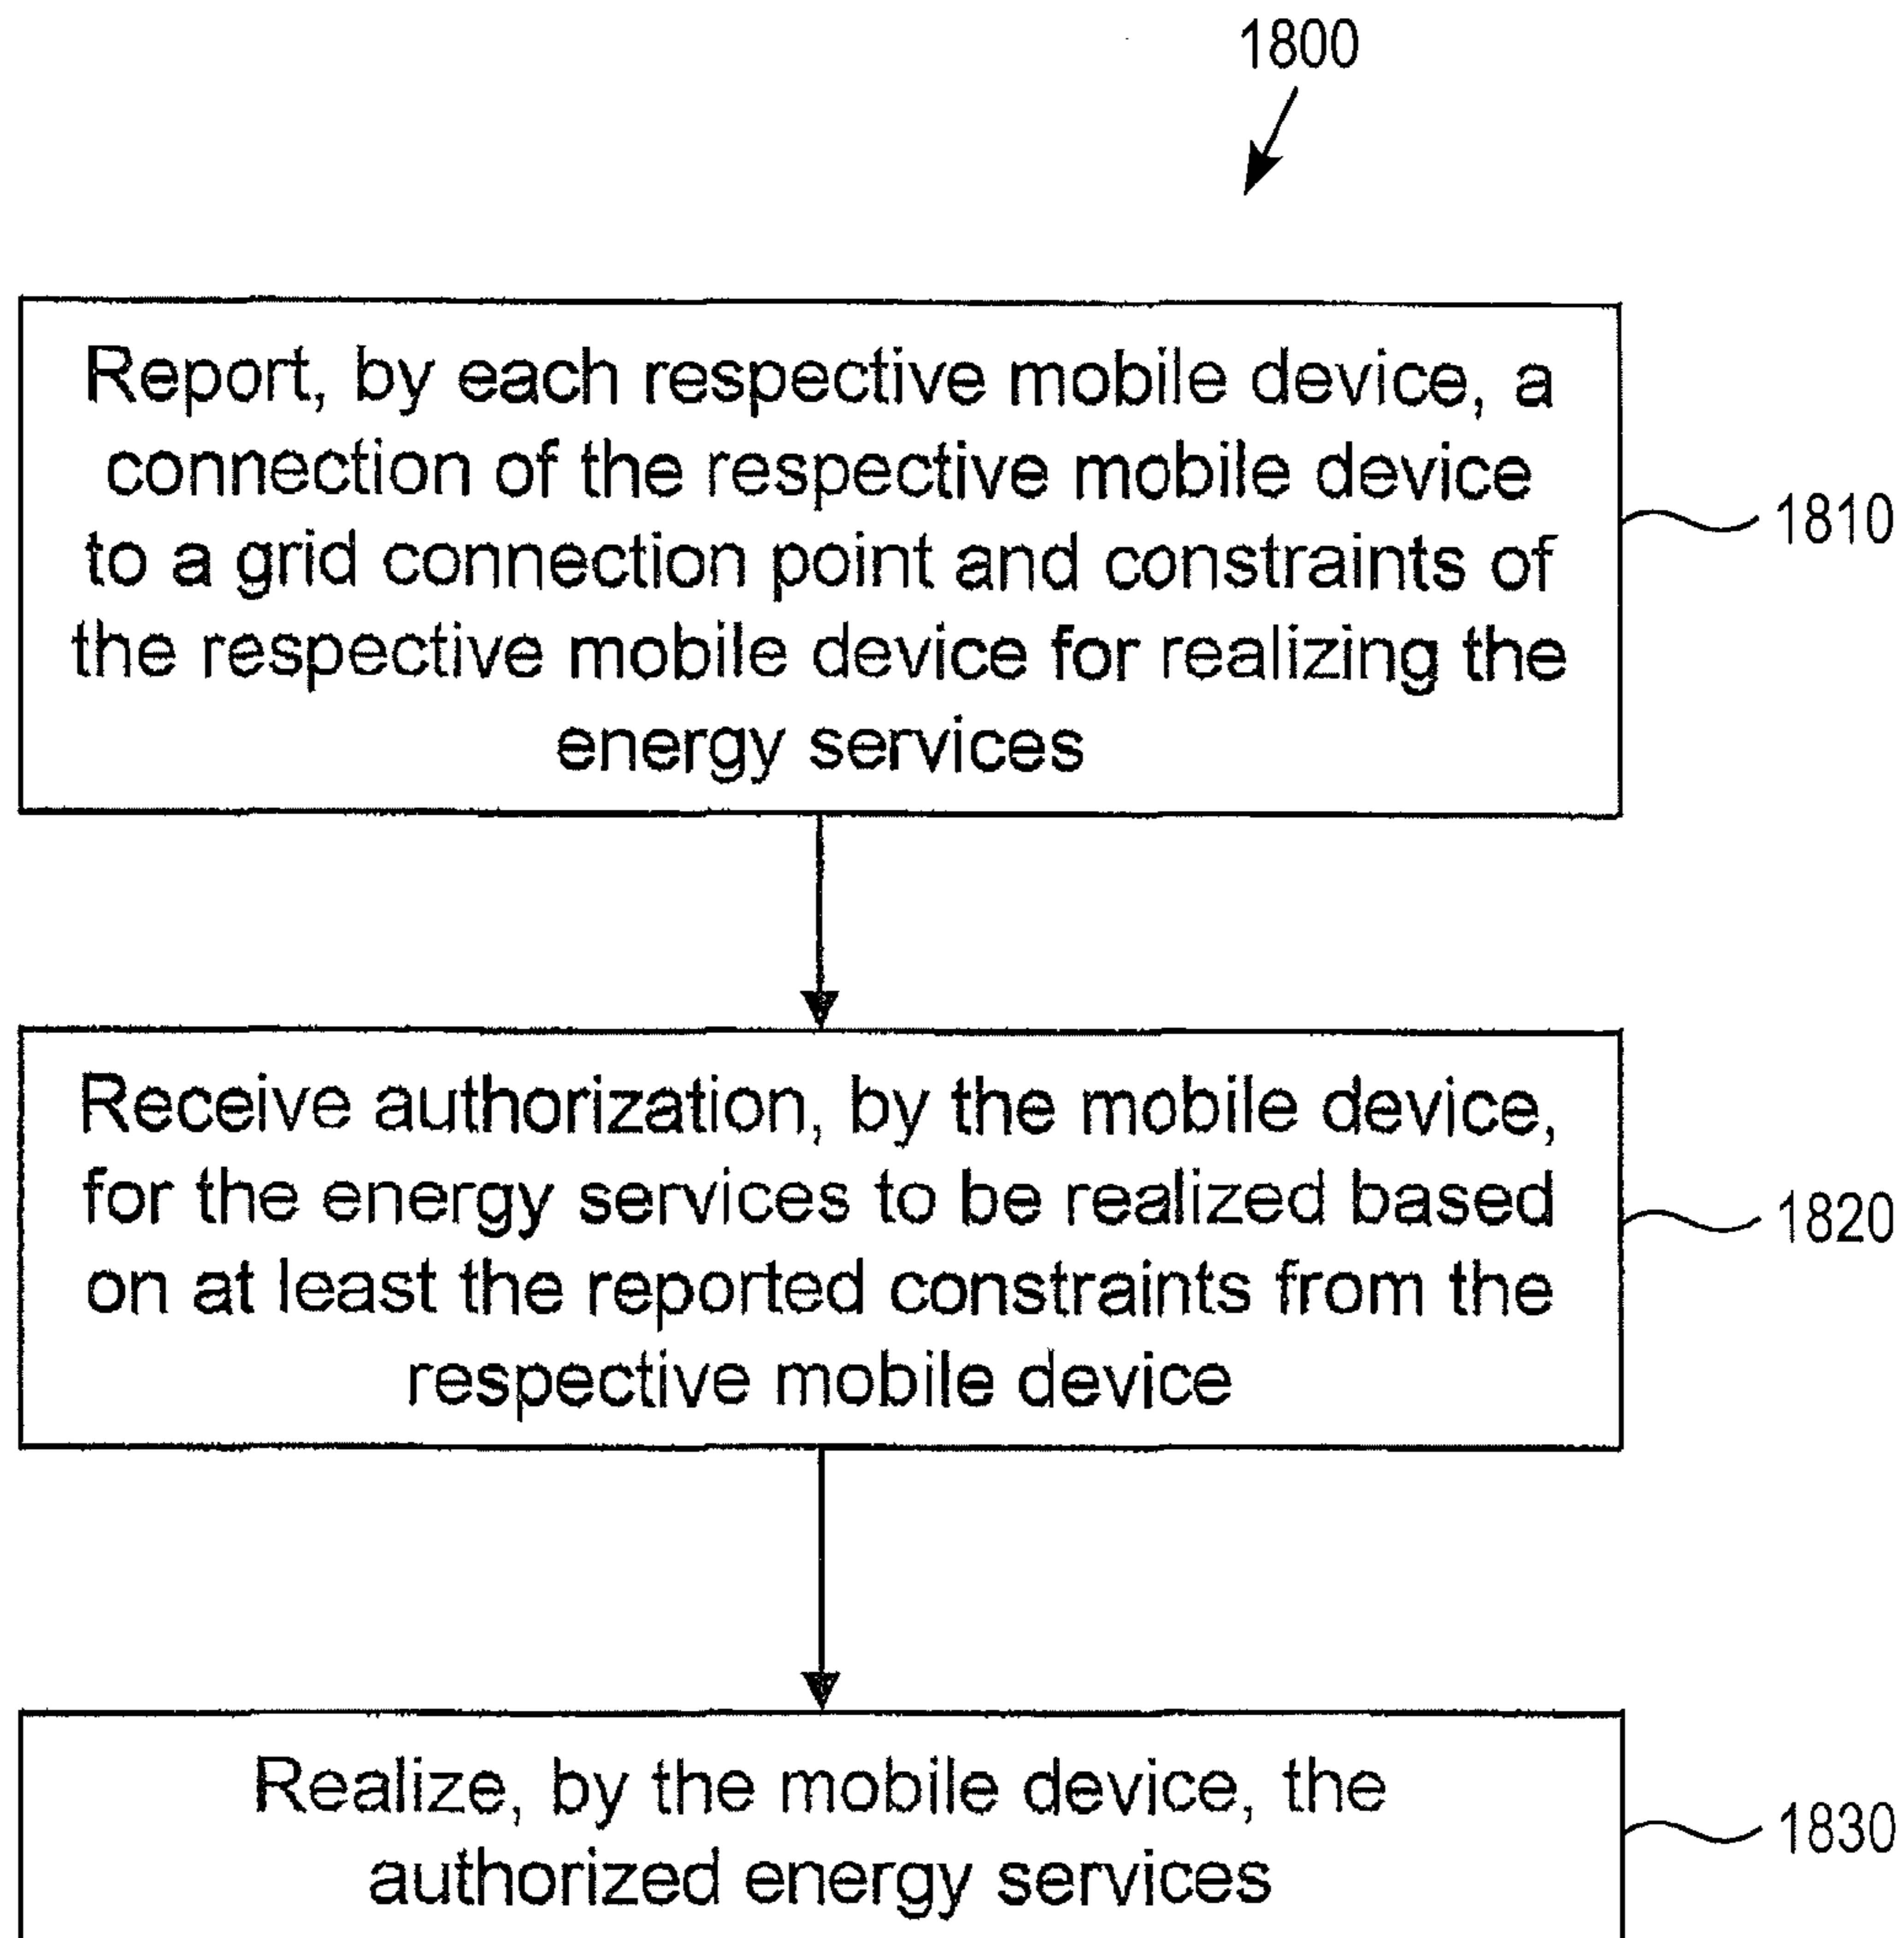 1800
Report, by each respective mobile device, a
connection of the respective mobile device
to a grid connection point and constraints of
the respective mobile device for realizing the
energy services
1810
Receive authorization, by the mobile device,
for the energy services to be realized based
on at least the reported constraints from the
respective mobile device
1820
Realize, by the mobile device, the
authorized energy services
1830